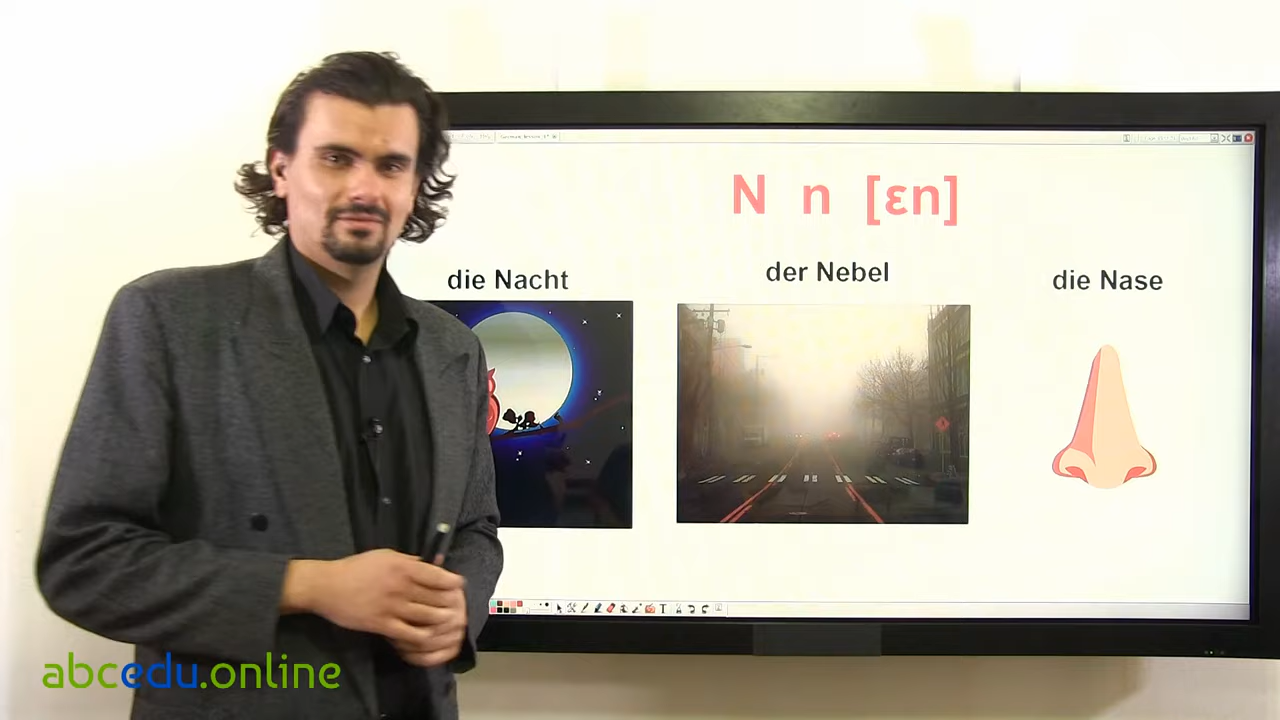 N n [ɛn]
die Nacht
der Nebel
die Nase
abcedu.online